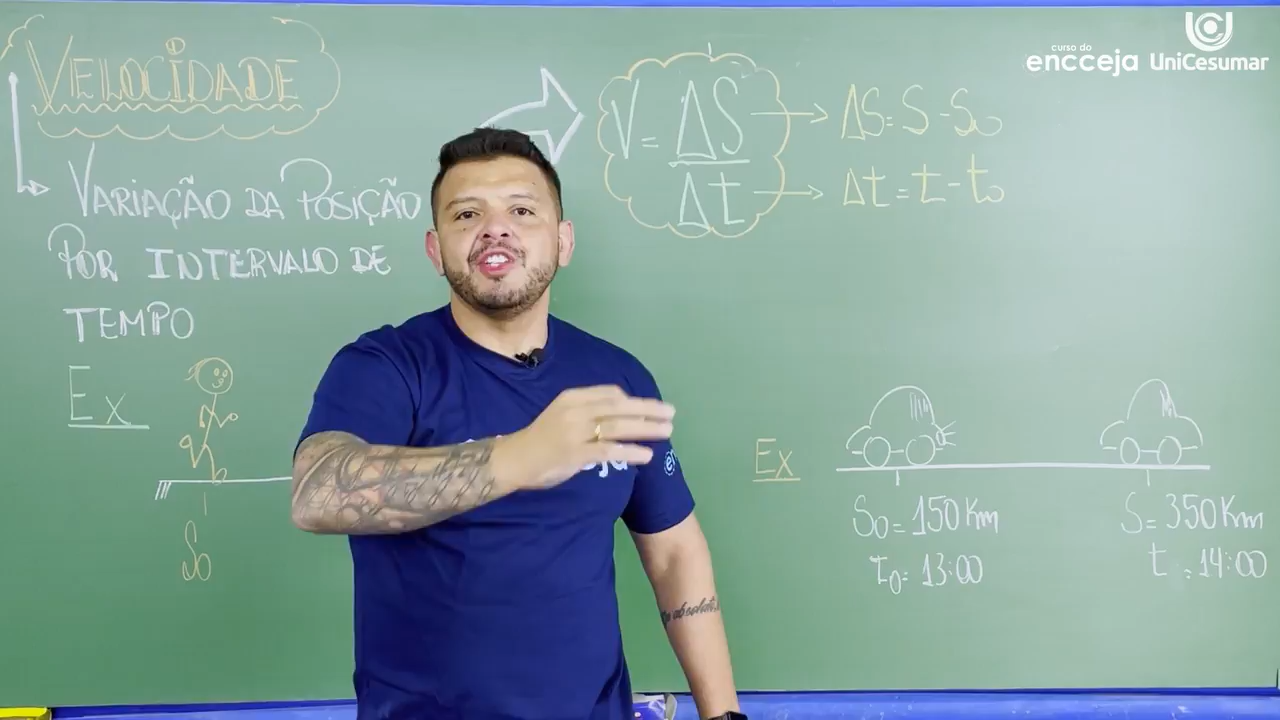 VELOCIDADE
VARIAÇÃO DA POSIÇÃO
POR INTERVALO DE
TEMPO
Ex
S0
V = ΔS
Δt
ΔS = S - S0
Δt = t - t0
Ex
S0 = 150 Km
t0 = 13:00
S = 350 Km
t = 14:00
curso do
encceja
UniCesumar